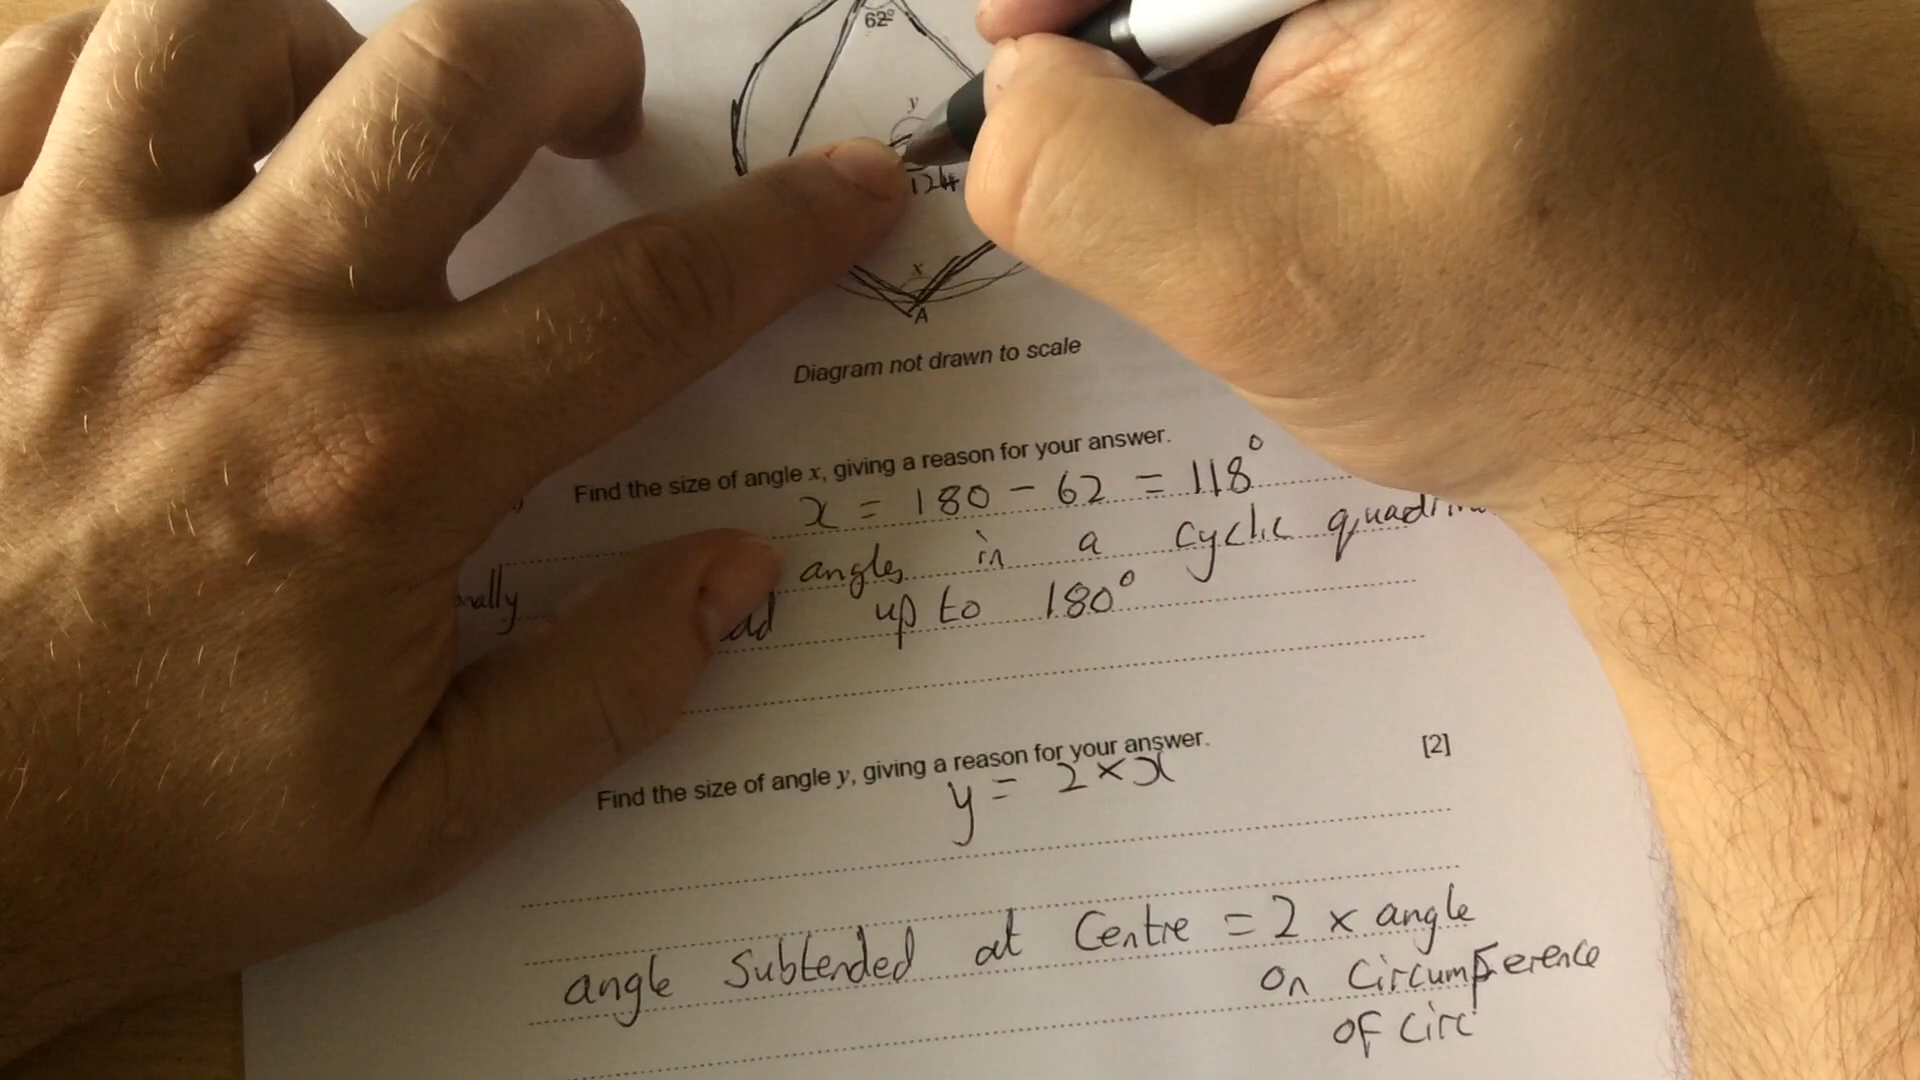 62°
y
124
x
A
Diagram not drawn to scale
Find the size of angle x, giving a reason for your answer.
x = 180 - 62 = 118°
angles in a cyclic
up to 180°
Find the size of angle y, giving a reason for your answer. [2]
y = 2 × x
angle subtended at Centre = 2 × angle
on Circumference
of circ